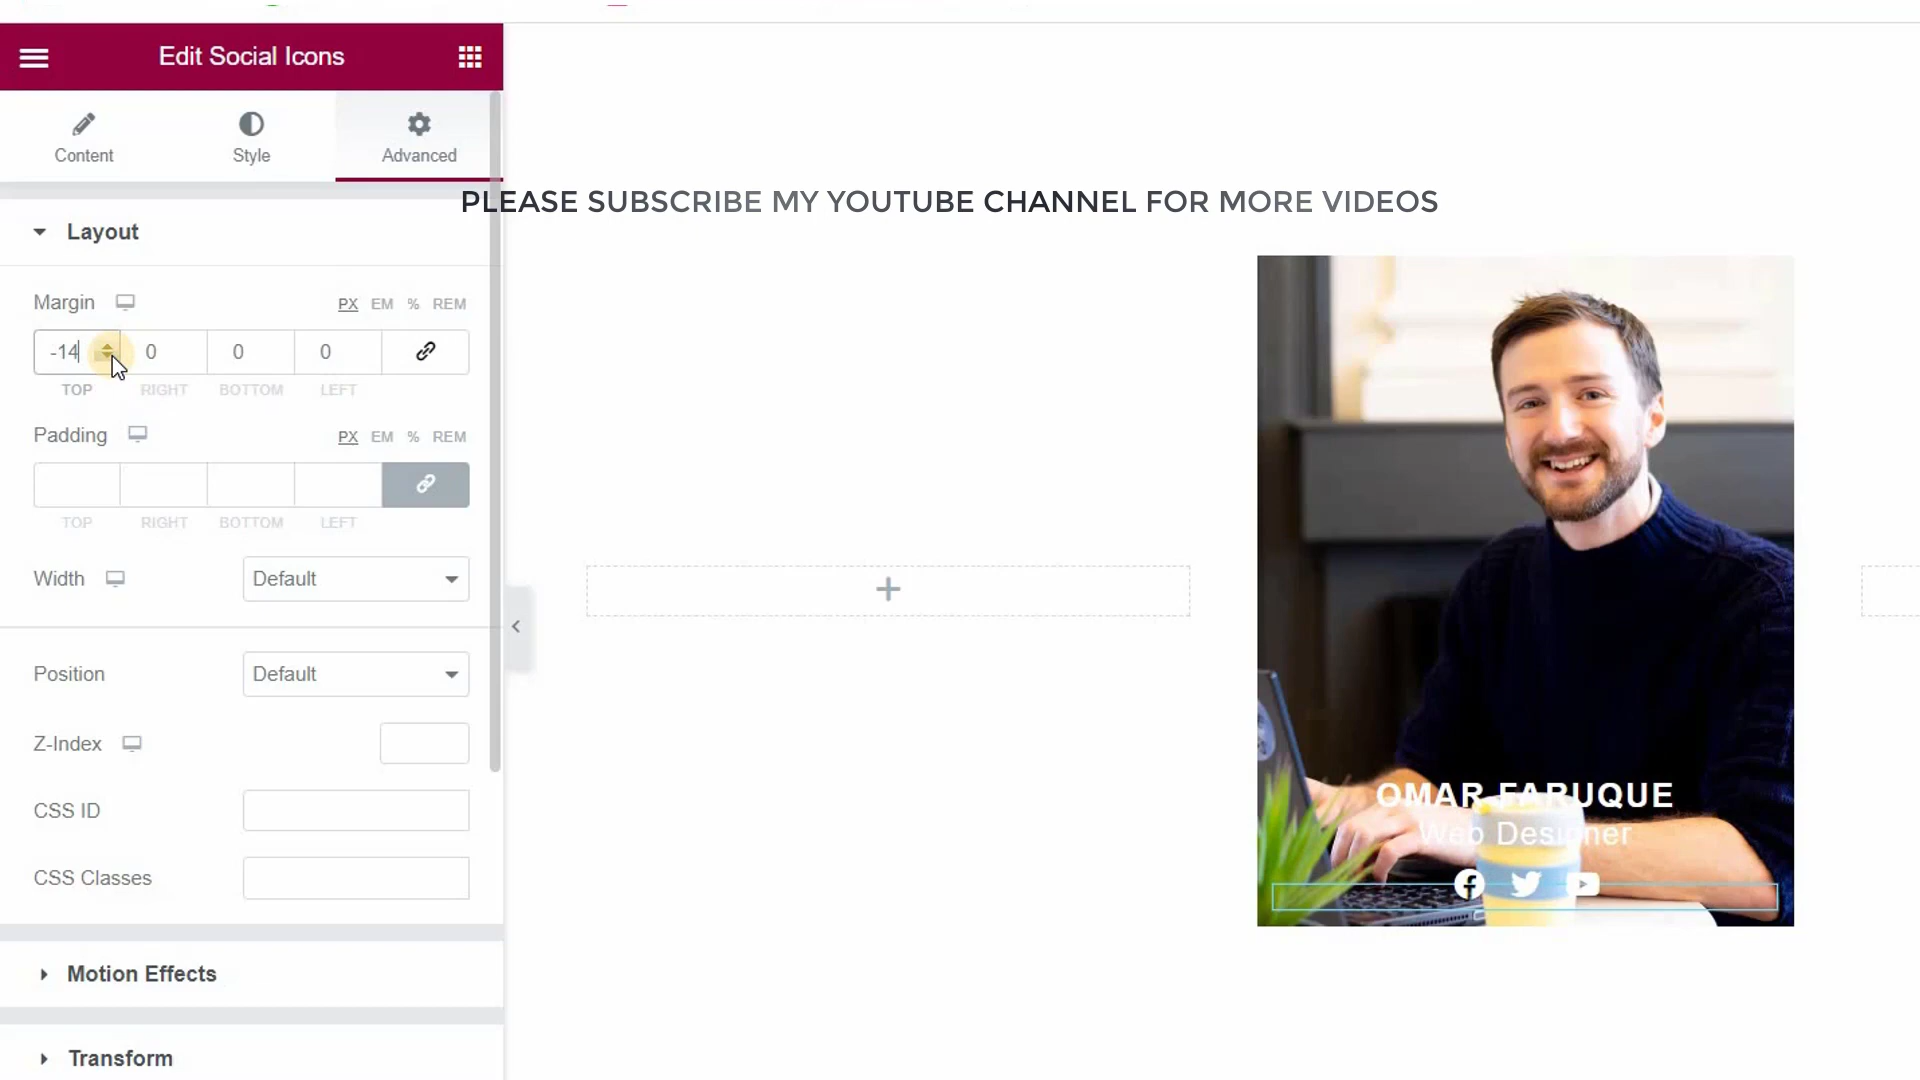 Edit Social Icons
Content
Style
Advanced
PLEASE SUBSCRIBE MY YOUTUBE CHANNEL FOR MORE VIDEOS
Layout
Margin
PX EM % REM
-14 0 0 0
TOP RIGHT BOTTOM LEFT
Padding
PX EM % REM
TOP RIGHT BOTTOM LEFT
Width
Default
Position
Default
Z-Index
CSS ID
CSS Classes
Motion Effects
Transform
OMAR FARUQUE
Web Designer